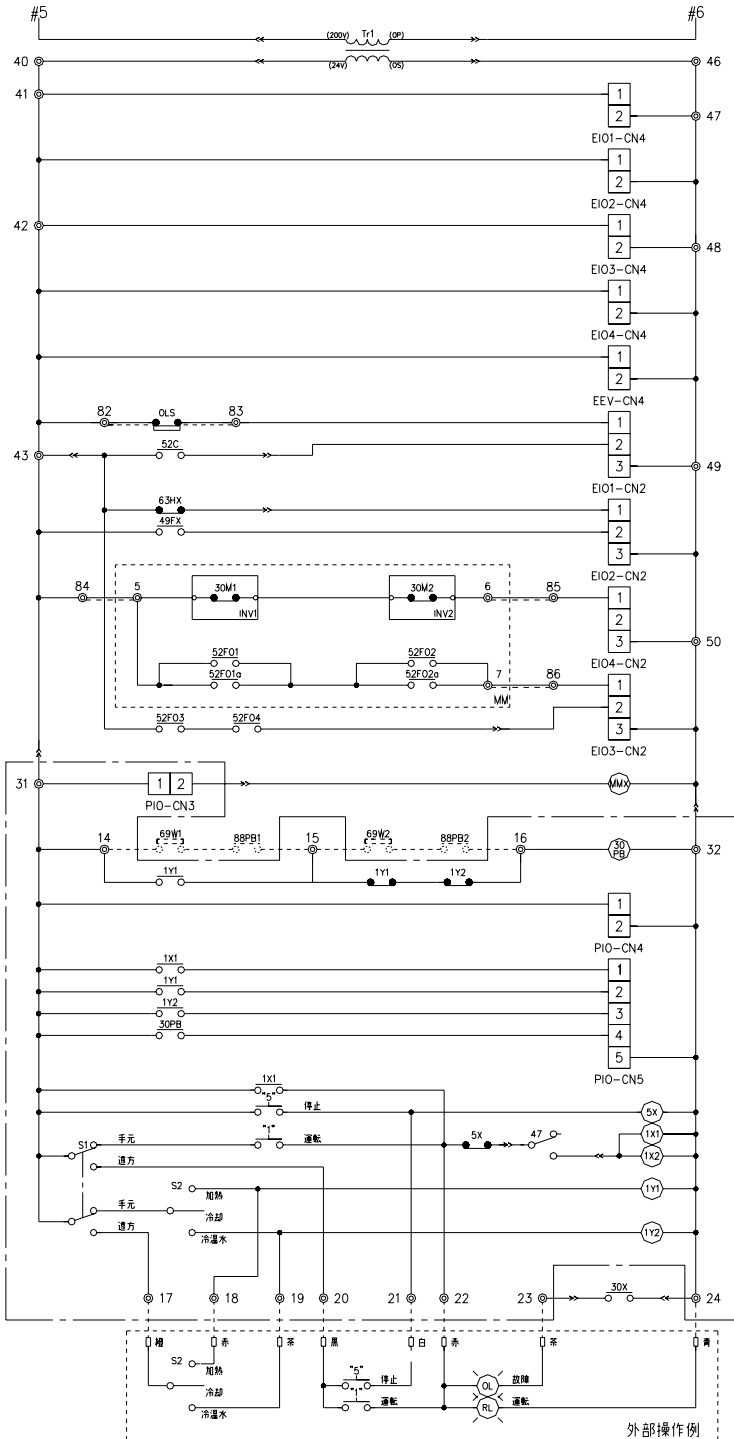 #5 #6
(200V) Tr1 (0P)
40 (24V) (0S) 46
41 1
2 47
EIO1-CN4
1
2
EIO2-CN4
42 1
2 48
EIO3-CN4
1
2
EIO4-CN4
1
2
EEV-CN4
82 OLS 83 1
43 52C 2
3 49
EIO1-CN2
63HX 1
49FX 2
3
EIO2-CN2
84 5 30M1 INV1 30M2 INV2 6 85 1
2
3 50
EIO4-CN2
52F01 52F02
52F01a 52F02a 7 86 1
MM
52F03 52F04 2
3
EIO3-CN2
31 1 2 MMX
PIO-CN3
14 69W1 88PB1 15 69W2 88PB2 16 30PB 32
1Y1 1Y1 1Y2
1
2
PIO-CN4
1X1 1
1Y1 2
1Y2 3
30PB 4
5
PIO-CN5
1X1
"5" 停止 5X
S1 手元 "1" 運転 5X 47 1X1
遠方 1X2
S2 加熱 1Y1
手元 冷却
遠方 冷温水 1Y2
17 18 19 20 21 22 23 30X 24
橙 赤 茶 黒 白 赤 茶 青
S2 加熱 "5" 停止 OL 故障
冷却 "1" 運転 RL 運転
冷温水
外部操作例